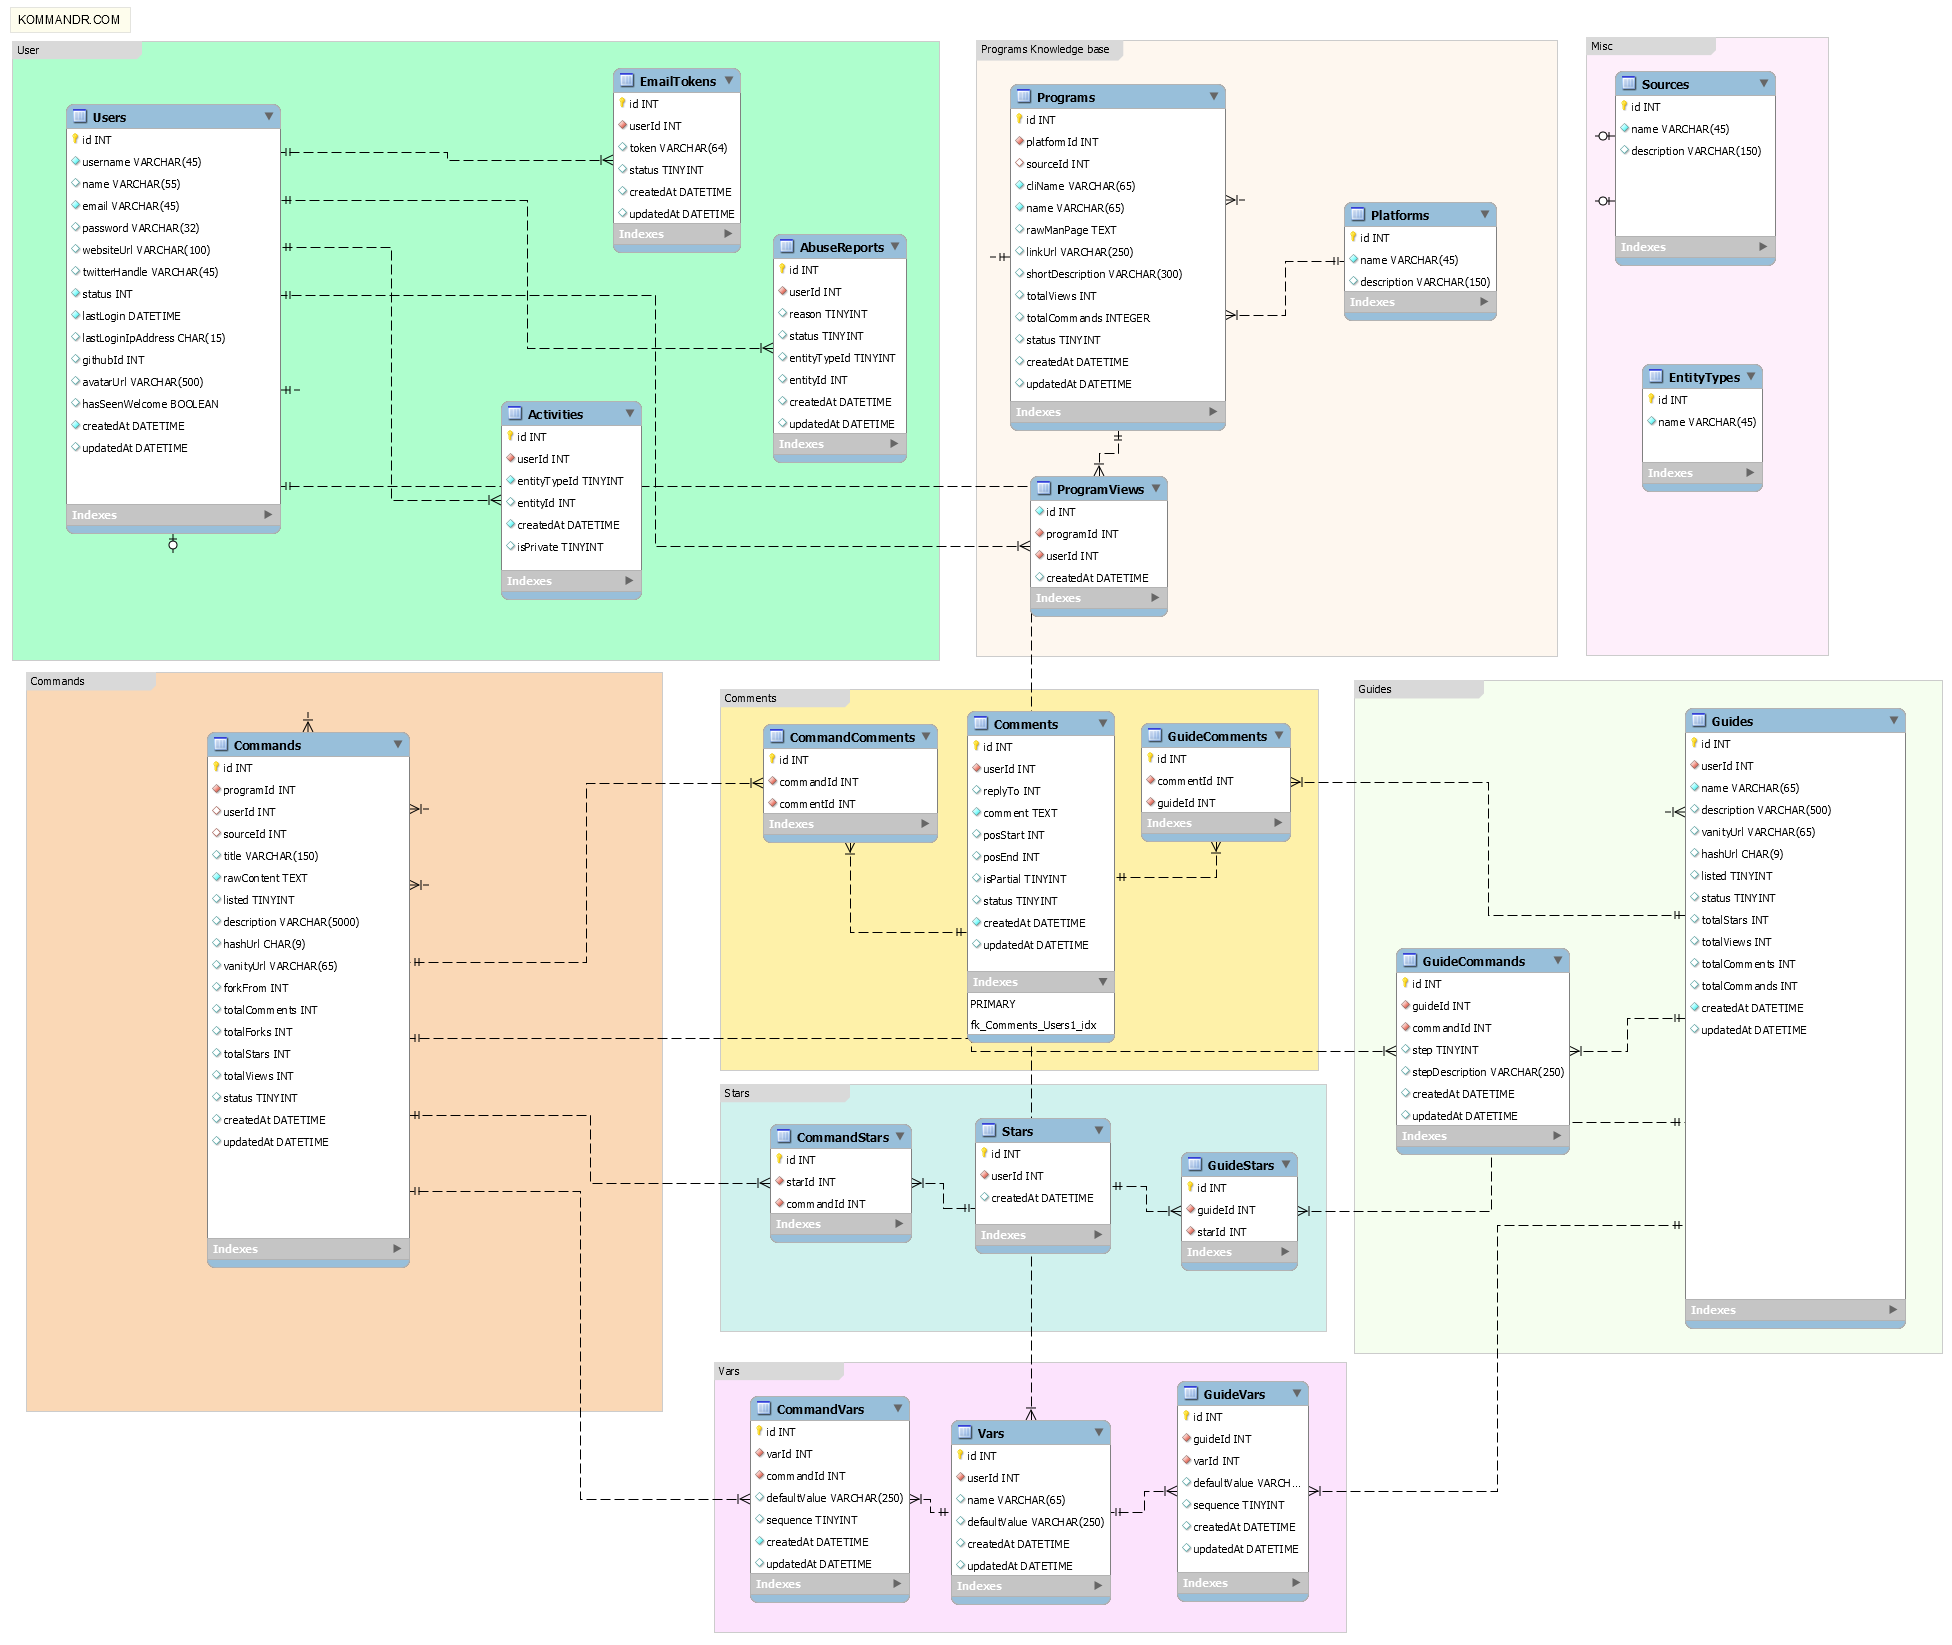 KOMMANDR.COM
User
Users
id INT
username VARCHAR(45)
name VARCHAR(55)
email VARCHAR(45)
password VARCHAR(32)
websiteUrl VARCHAR(100)
twitterHandle VARCHAR(45)
status INT
lastLogin DATETIME
lastLoginIpAddress CHAR(15)
githubId INT
avatarUrl VARCHAR(500)
hasSeenWelcome BOOLEAN
createdAt DATETIME
updatedAt DATETIME
Indexes
EmailTokens
id INT
userId INT
token VARCHAR(64)
status TINYINT
createdAt DATETIME
updatedAt DATETIME
Indexes
AbuseReports
id INT
userId INT
reason TINYINT
status TINYINT
entityTypeId TINYINT
entityId INT
createdAt DATETIME
updatedAt DATETIME
Indexes
Activities
id INT
userId INT
entityTypeId TINYINT
entityId INT
createdAt DATETIME
isPrivate TINYINT
Indexes
Programs Knowledge base
Programs
id INT
platformId INT
sourceId INT
cliName VARCHAR(65)
name VARCHAR(65)
rawManPage TEXT
linkUrl VARCHAR(250)
shortDescription VARCHAR(300)
totalViews INT
totalCommands INTEGER
status TINYINT
createdAt DATETIME
updatedAt DATETIME
Indexes
Platforms
id INT
name VARCHAR(45)
description VARCHAR(150)
Indexes
ProgramViews
id INT
programId INT
userId INT
createdAt DATETIME
Indexes
Misc
Sources
id INT
name VARCHAR(45)
description VARCHAR(150)
Indexes
EntityTypes
id INT
name VARCHAR(45)
Indexes
Commands
Commands
id INT
programId INT
userId INT
sourceId INT
title VARCHAR(150)
rawContent TEXT
listed TINYINT
description VARCHAR(5000)
hashUrl CHAR(9)
vanityUrl VARCHAR(65)
forkFrom INT
totalComments INT
totalForks INT
totalStars INT
totalViews INT
status TINYINT
createdAt DATETIME
updatedAt DATETIME
Indexes
Comments
CommandComments
id INT
commandId INT
commentId INT
Indexes
Comments
id INT
userId INT
replyTo INT
comment TEXT
posStart INT
posEnd INT
isPartial TINYINT
status TINYINT
createdAt DATETIME
updatedAt DATETIME
Indexes
PRIMARY
fk_Comments_Users1_idx
GuideComments
id INT
commentId INT
guideId INT
Indexes
Guides
Guides
id INT
userId INT
name VARCHAR(65)
description VARCHAR(500)
vanityUrl VARCHAR(65)
hashUrl CHAR(9)
listed TINYINT
status TINYINT
totalStars INT
totalViews INT
totalComments INT
totalCommands INT
createdAt DATETIME
updatedAt DATETIME
Indexes
GuideCommands
id INT
guideId INT
commandId INT
step TINYINT
stepDescription VARCHAR(250)
createdAt DATETIME
updatedAt DATETIME
Indexes
Stars
CommandStars
id INT
starId INT
commandId INT
Indexes
Stars
id INT
userId INT
createdAt DATETIME
Indexes
GuideStars
id INT
guideId INT
starId INT
Indexes
Vars
CommandVars
id INT
varId INT
commandId INT
defaultValue VARCHAR(250)
sequence TINYINT
createdAt DATETIME
updatedAt DATETIME
Indexes
Vars
id INT
userId INT
name VARCHAR(65)
defaultValue VARCHAR(250)
createdAt DATETIME
updatedAt DATETIME
Indexes
GuideVars
id INT
guideId INT
varId INT
defaultValue VARCH...
sequence TINYINT
createdAt DATETIME
updatedAt DATETIME
Indexes